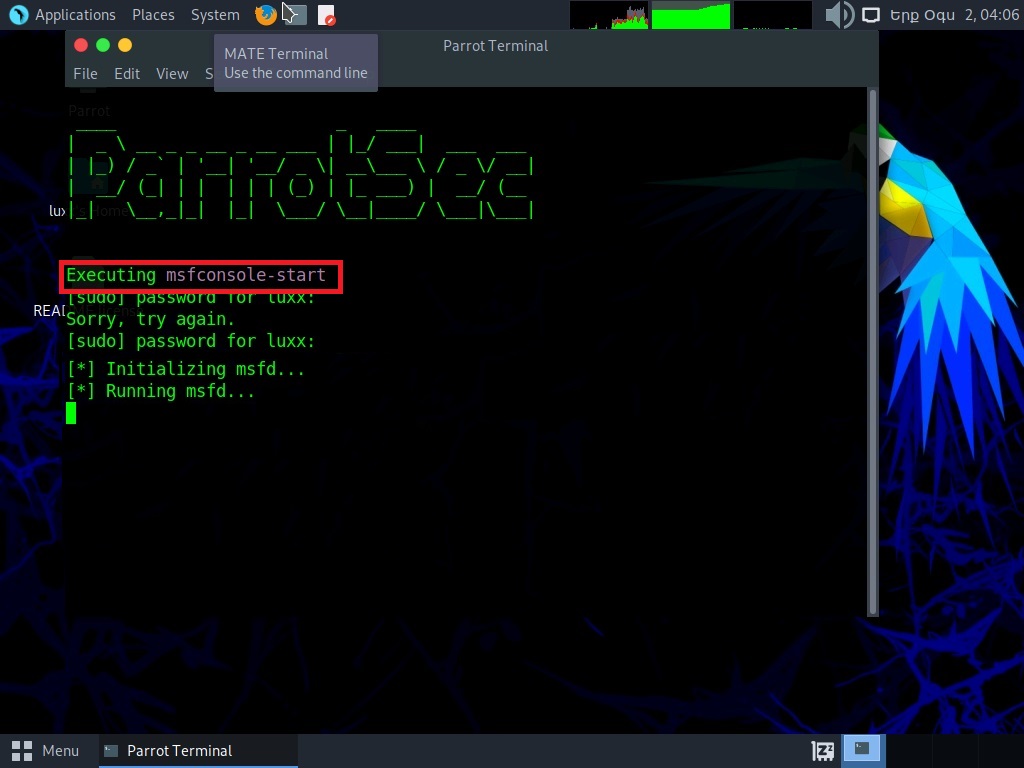 Applications Places System Երք Օգս 2, 04:06
Parrot Terminal
MATE Terminal
Use the command line
File Edit View S
Parrot
ParrotSec
Executing msfconsole-start
[sudo] password for luxx:
Sorry, try again.
[sudo] password for luxx:
[*] Initializing msfd...
[*] Running msfd...
Menu Parrot Terminal